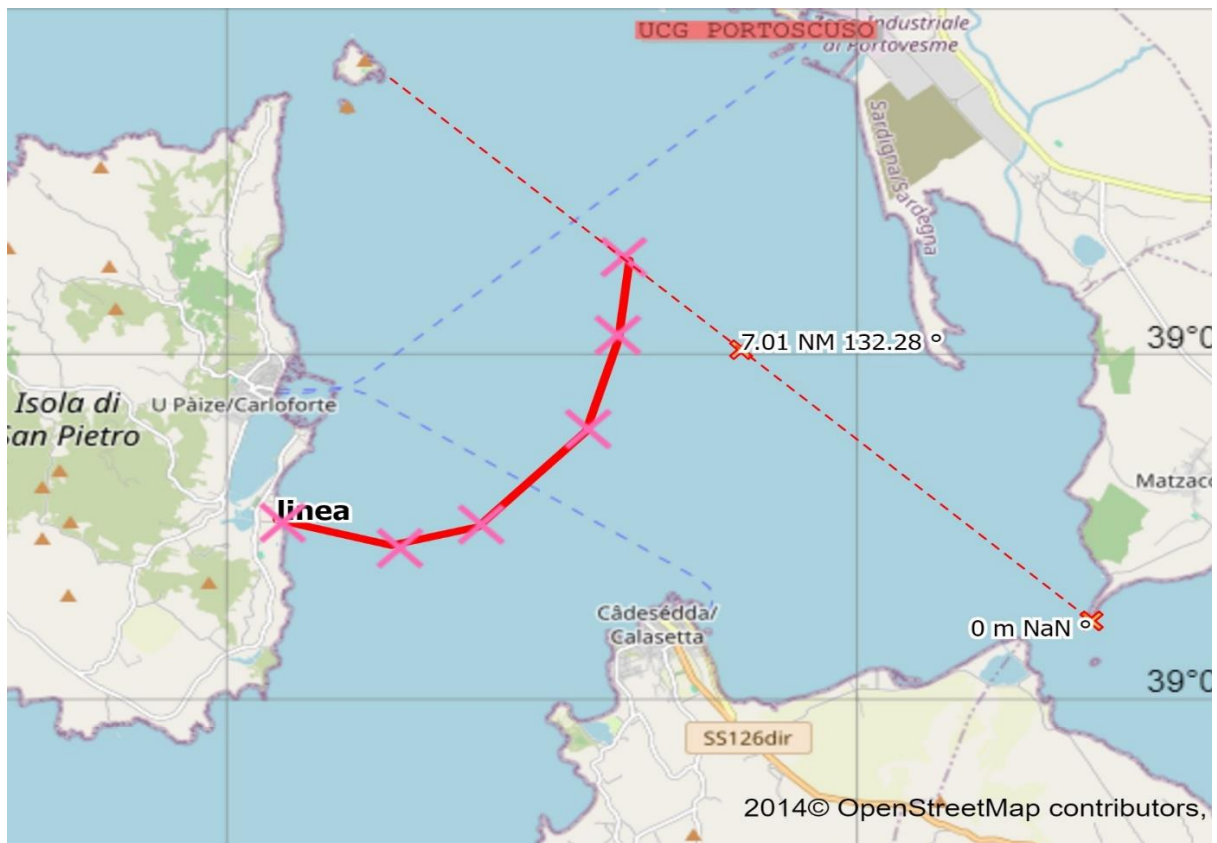 UCG PORTOSCUSO
Zona Industriale
di Portovesme
Sardigna/Sardegna
39°0
7.01 NM 132.28 °
U Pàize/Carloforte
Isola di
San Pietro
Matzaco
linea
Câdesédda/
Calasetta
0 m NaN °
39°0
SS126dir
2014© OpenStreetMap contributors,